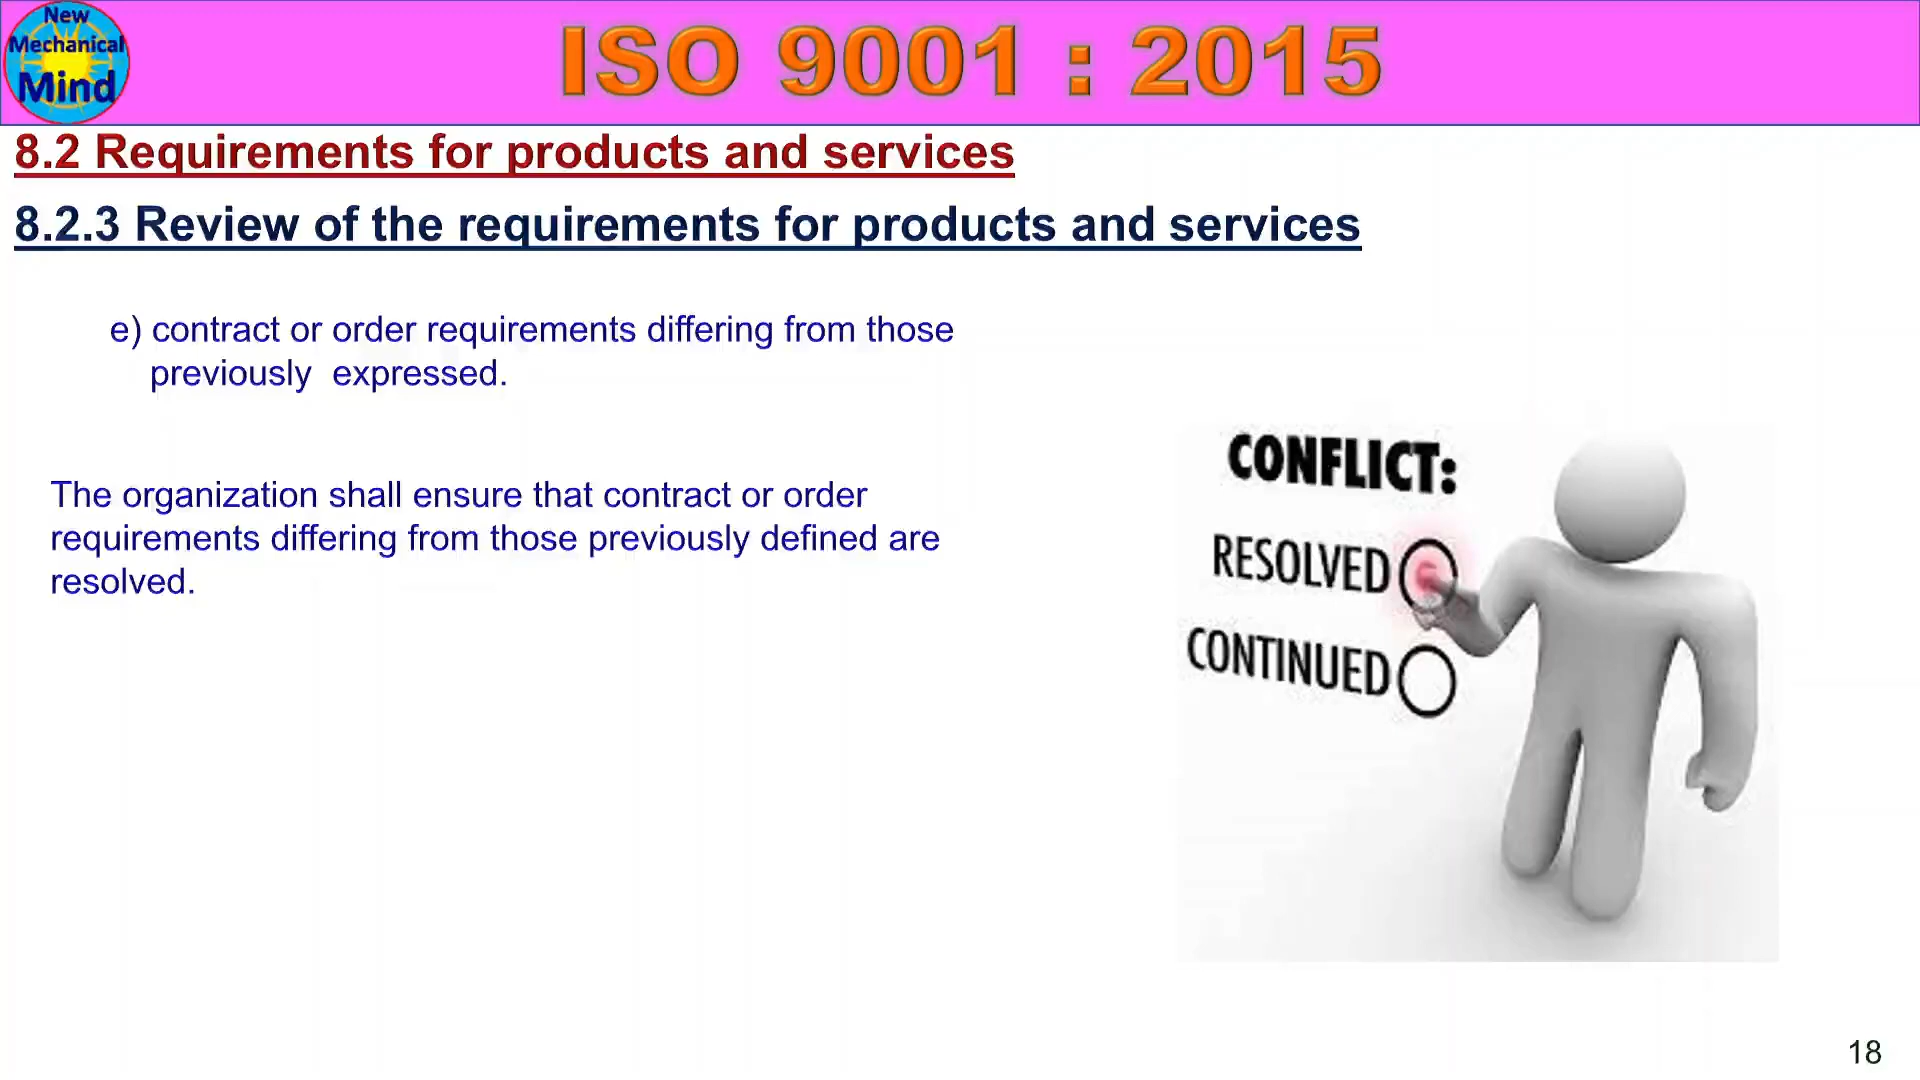 New
Mechanical
Mind
ISO 9001 : 2015
8.2 Requirements for products and services
8.2.3 Review of the requirements for products and services
e) contract or order requirements differing from those
previously expressed.
The organization shall ensure that contract or order
requirements differing from those previously defined are
resolved.
CONFLICT:
RESOLVED
CONTINUED
18